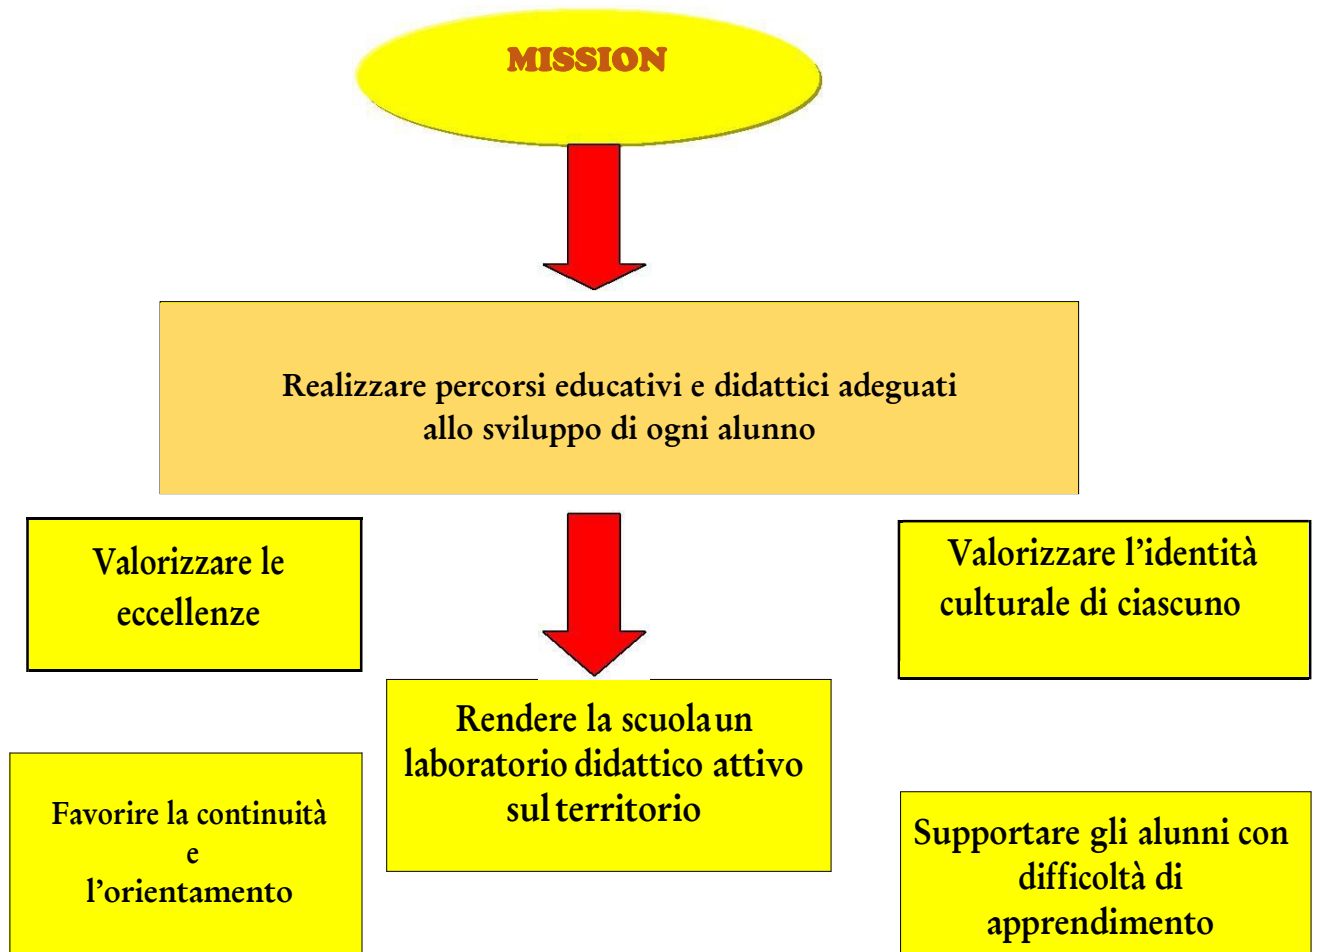 MISSION
Realizzare percorsi educativi e didattici adeguati
allo sviluppo di ogni alunno
Valorizzare le
eccellenze
Valorizzare l’identità
culturale di ciascuno
Rendere la scuola un
laboratorio didattico attivo
sul territorio
Favorire la continuità
e
l’orientamento
Supportare gli alunni con
difficoltà di
apprendimento